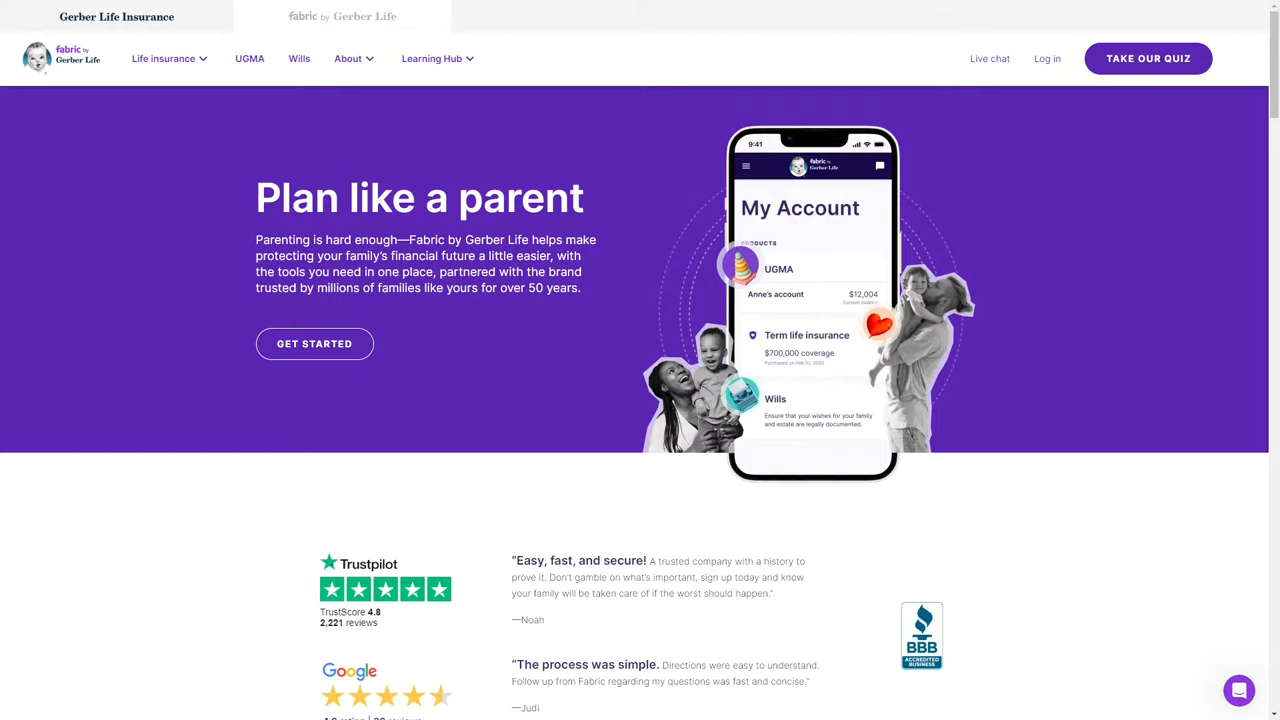 Gerber Life Insurance
fabric by Gerber Life
fabric by
Gerber Life
Life insurance
UGMA
Wills
About
Learning Hub
Live chat
Log in
TAKE OUR QUIZ
Plan like a parent
Parenting is hard enough—Fabric by Gerber Life helps make
protecting your family's financial future a little easier, with
the tools you need in one place, partnered with the brand
trusted by millions of families like yours for over 50 years.
GET STARTED
9:41
fabric by
Gerber Life
My Account
PRODUCTS
UGMA
Anne's account
$12,004
Term life insurance
$700,000 coverage
Purchased on Feb 10, 2020
Wills
Ensure that your wishes for your family
and estate are legally documented.
Trustpilot
TrustScore 4.8
2,221 reviews
"Easy, fast, and secure! A trusted company with a history to
prove it. Don't gamble on what's important, sign up today and know
your family will be taken care of if the worst should happen."
—Noah
BBB
ACCREDITED
BUSINESS
Google
"The process was simple. Directions were easy to understand.
Follow up from Fabric regarding my questions was fast and concise."
—Judi